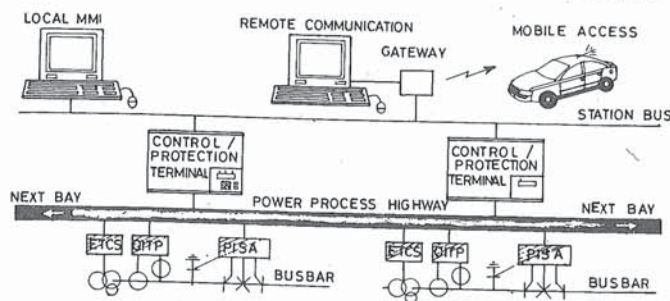 LOCAL MMI
REMOTE COMMUNICATION
GATEWAY
MOBILE ACCESS
STATION BUS
CONTROL /
PROTECTION
TERMINAL
CONTROL /
PROTECTION
TERMINAL
NEXT BAY
POWER PROCESS HIGHWAY
NEXT BAY
ETCS
OITP
PISA
ETCS
OITP
PISA
BUSBAR
BUSBAR